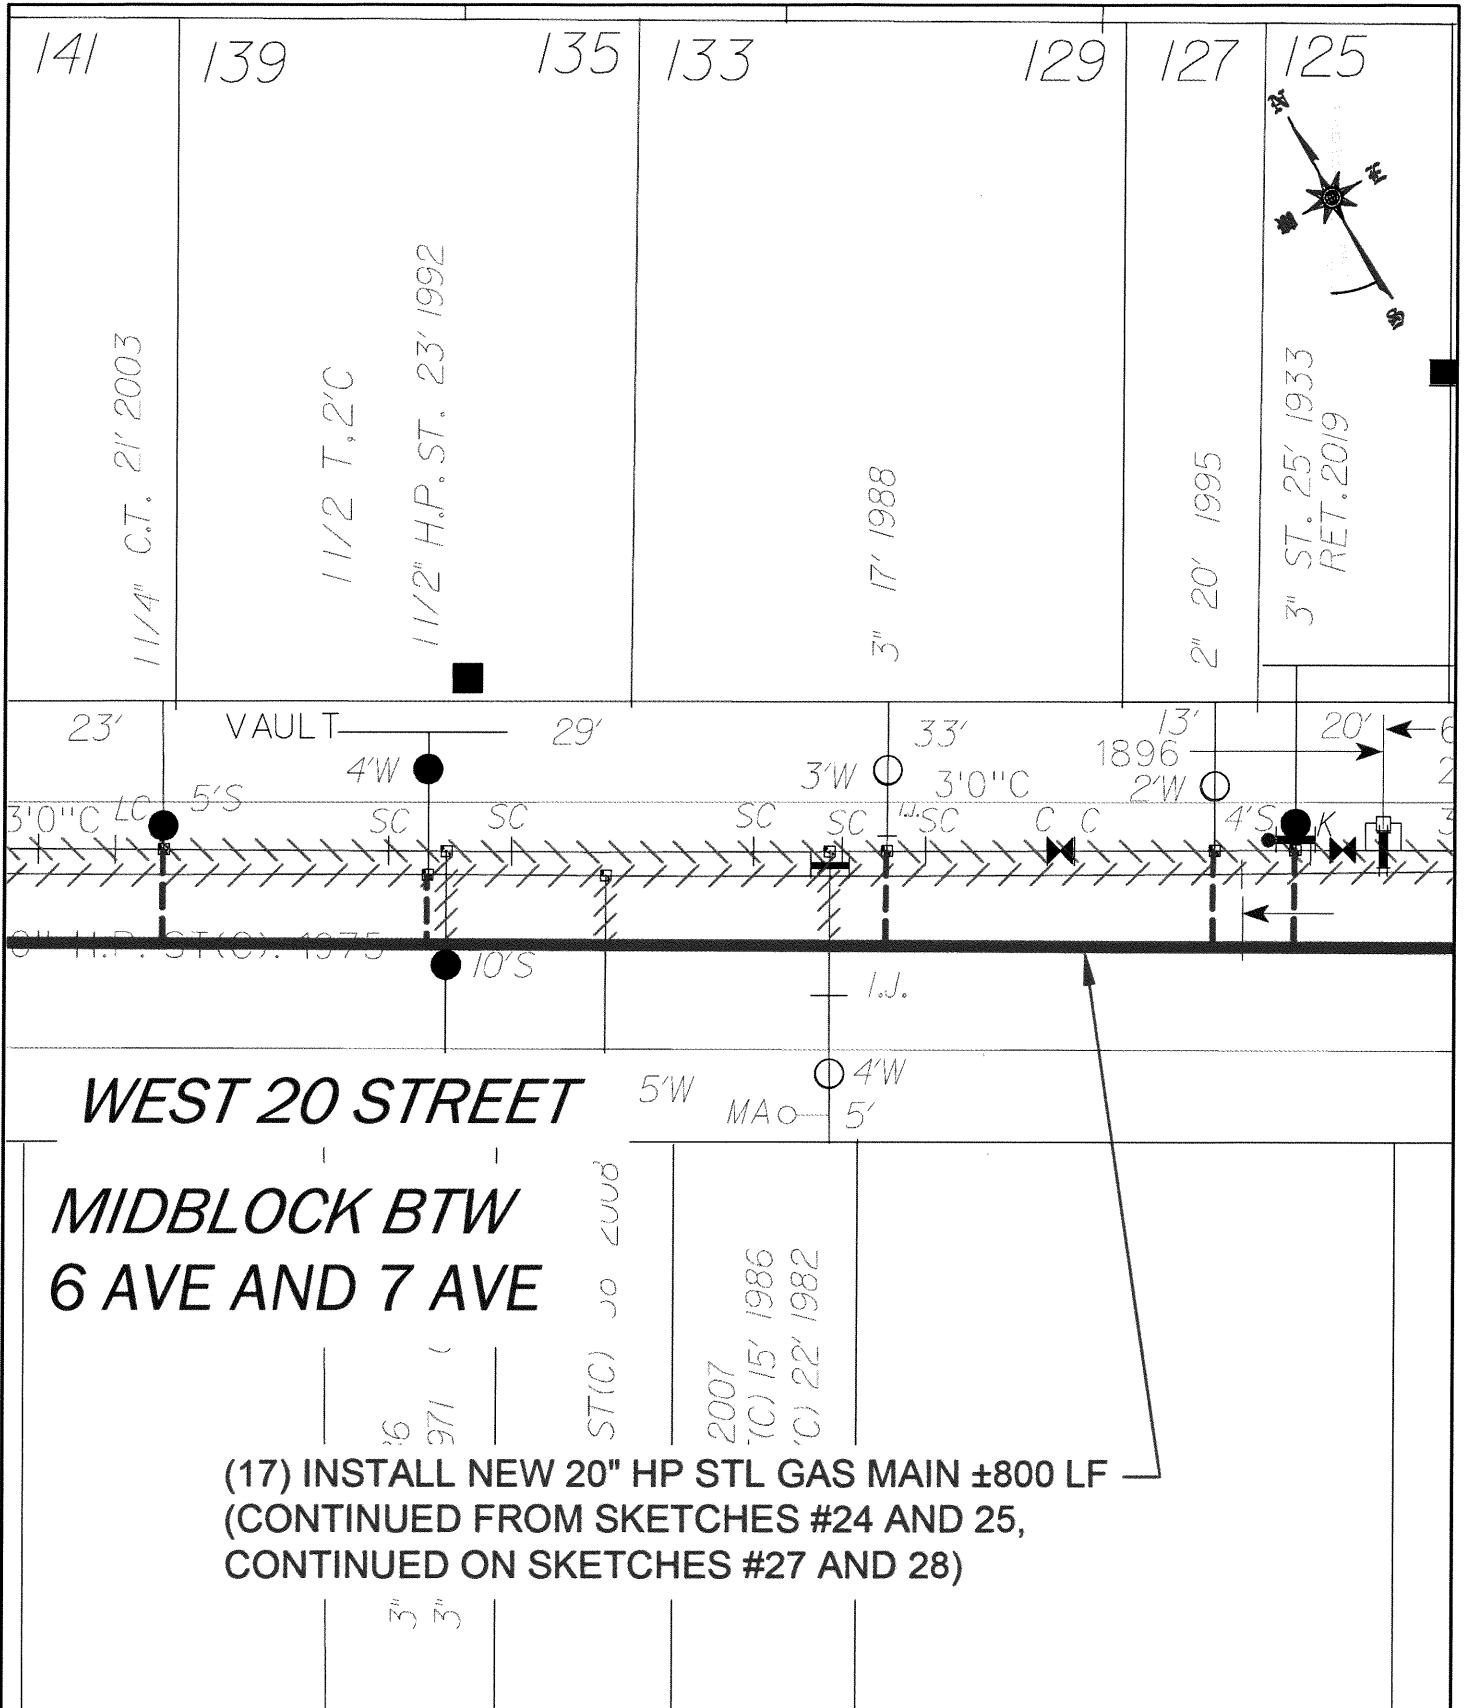 141
139
135
133
129
127
125
N
E
W
S
1 1/4" C.T. 21' 2003
1 1/2 T, 2'C
1 1/2" H.P. ST. 23' 1992
3" 17' 1988
2" 20' 1995
3" ST. 25' 1933
RET. 2019
23'
VAULT
29'
33'
13'
20'
1896
4'W
3'W
3'0"C
2'W
3'0"C
LC
5'S
SC
SC
SC
SC
I.J.
SC
C
C
4'S
K
H.P. ST(C). 1975
10'S
I.J.
WEST 20 STREET
5'W
4'W
MA
5'
MIDBLOCK BTW
6 AVE AND 7 AVE
ST(C)
2007
(C) 15' 1986
(C) 22' 1982
(17) INSTALL NEW 20" HP STL GAS MAIN ±800 LF
(CONTINUED FROM SKETCHES #24 AND 25,
CONTINUED ON SKETCHES #27 AND 28)
3"
3"